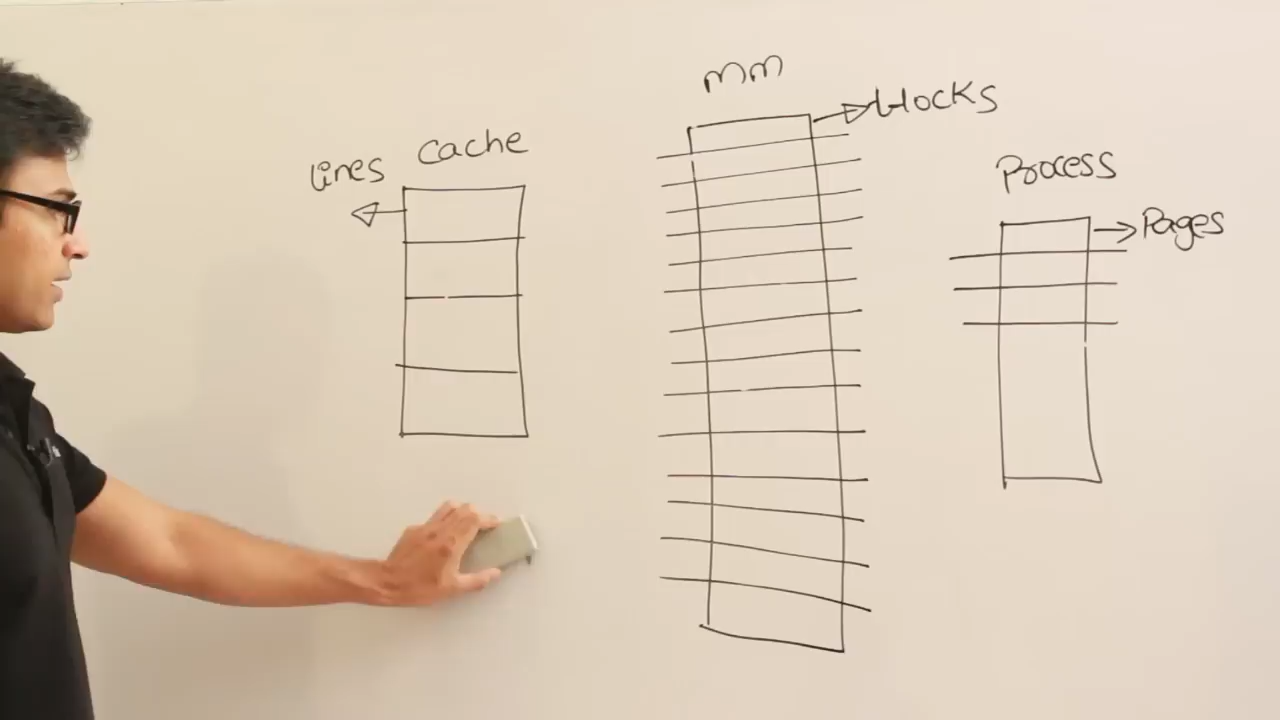 lines
cache
mm
blocks
Process
Pages